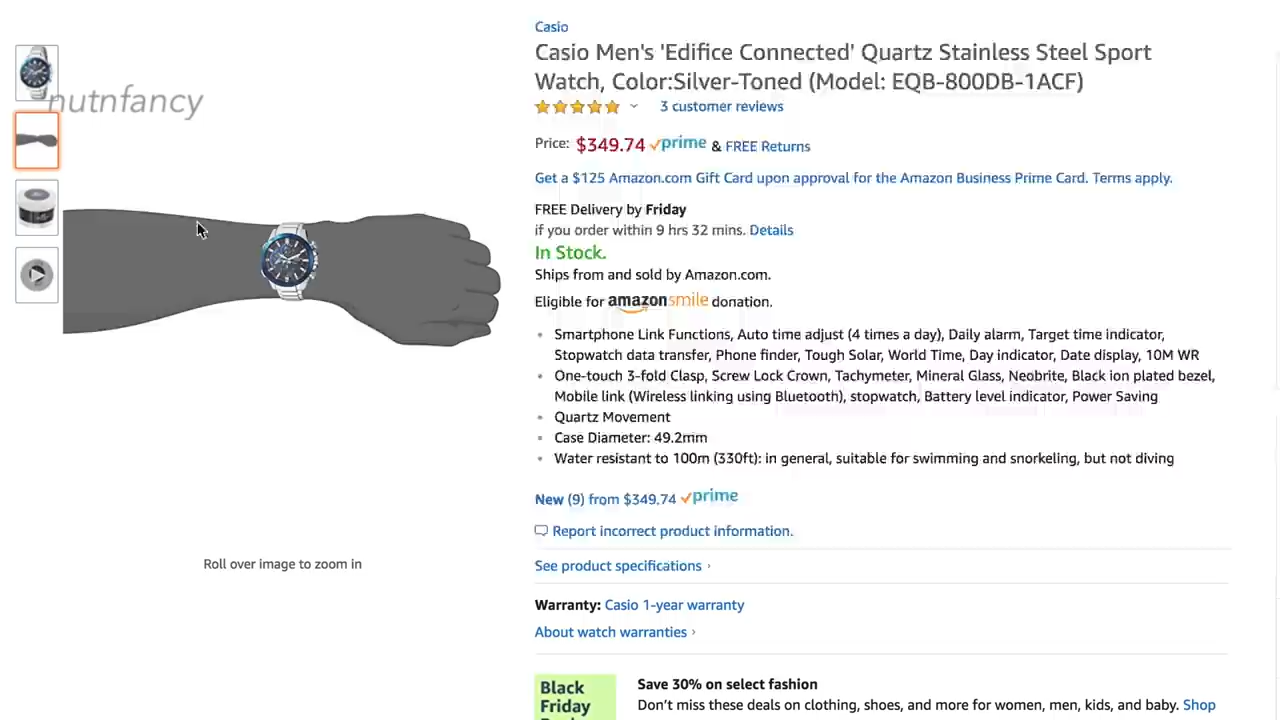 nutnfancy
Roll over image to zoom in
Casio
Casio Men's 'Edifice Connected' Quartz Stainless Steel Sport
Watch, Color:Silver-Toned (Model: EQB-800DB-1ACF)
3 customer reviews
Price: $349.74 prime & FREE Returns
Get a $125 Amazon.com Gift Card upon approval for the Amazon Business Prime Card. Terms apply.
FREE Delivery by Friday
if you order within 9 hrs 32 mins. Details
In Stock.
Ships from and sold by Amazon.com.
Eligible for amazonsmile donation.
Smartphone Link Functions, Auto time adjust (4 times a day), Daily alarm, Target time indicator,
Stopwatch data transfer, Phone finder, Tough Solar, World Time, Day indicator, Date display, 10M WR
One-touch 3-fold Clasp, Screw Lock Crown, Tachymeter, Mineral Glass, Neobrite, Black ion plated bezel,
Mobile link (Wireless linking using Bluetooth), stopwatch, Battery level indicator, Power Saving
Quartz Movement
Case Diameter: 49.2mm
Water resistant to 100m (330ft): in general, suitable for swimming and snorkeling, but not diving
New (9) from $349.74 prime
Report incorrect product information.
See product specifications ›
Warranty: Casio 1-year warranty
About watch warranties ›
Black
Friday
Save 30% on select fashion
Don't miss these deals on clothing, shoes, and more for women, men, kids, and baby. Shop